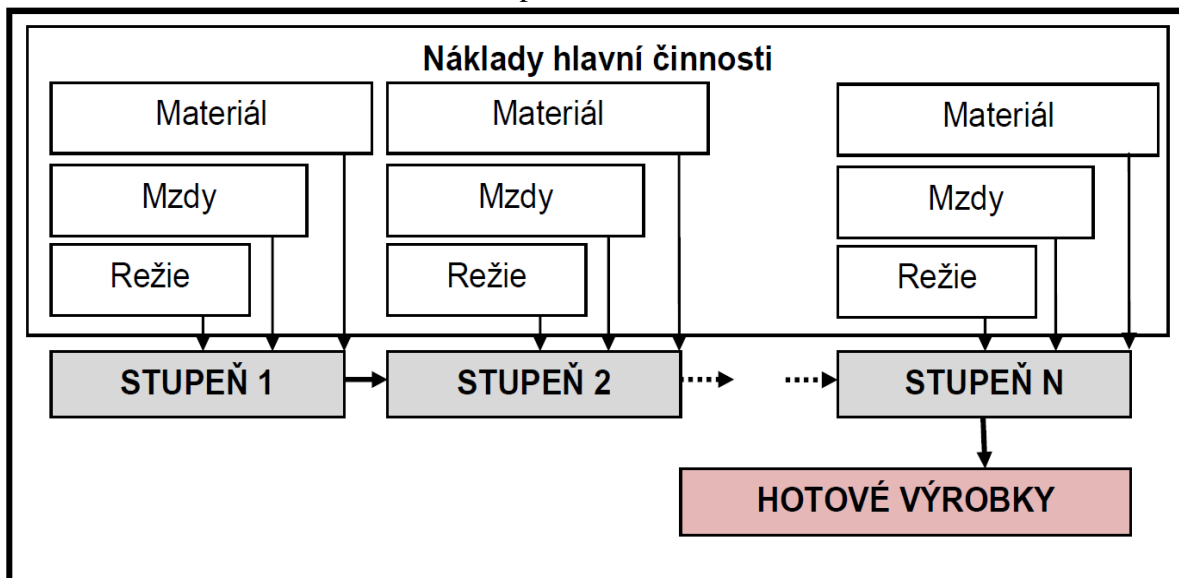 Náklady hlavní činnosti
Materiál
Materiál
Materiál
Mzdy
Mzdy
Mzdy
Režie
Režie
Režie
STUPEŇ 1
STUPEŇ 2
STUPEŇ N
HOTOVÉ VÝROBKY